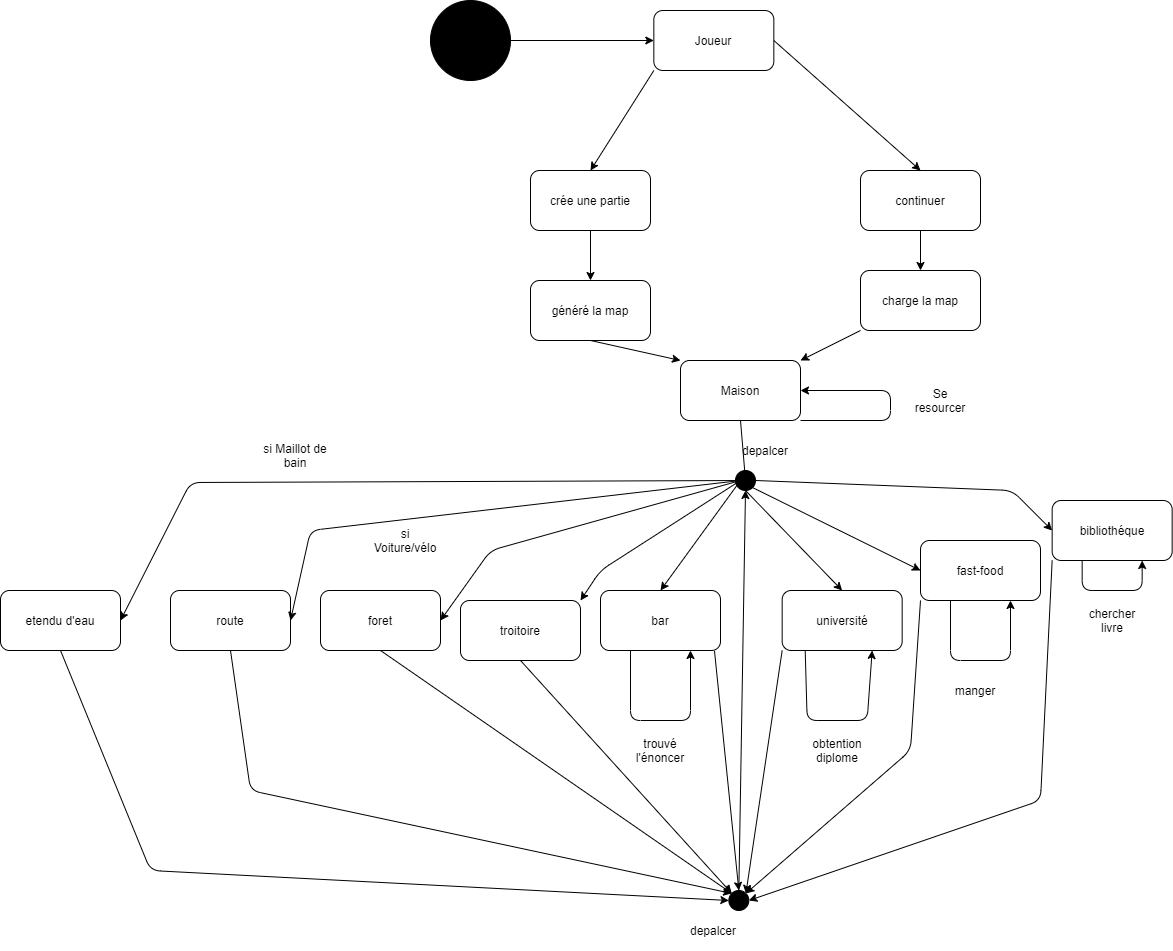 Joueur
crée une partie
continuer
généré la map
charge la map
Maison
Se
resourcer
depalcer
si Maillot de
bain
si
Voiture/vélo
bibliothéque
fast-food
etendu d'eau
route
foret
troitoire
bar
université
chercher
livre
manger
trouvé
l'énoncer
obtention
diplome
depalcer